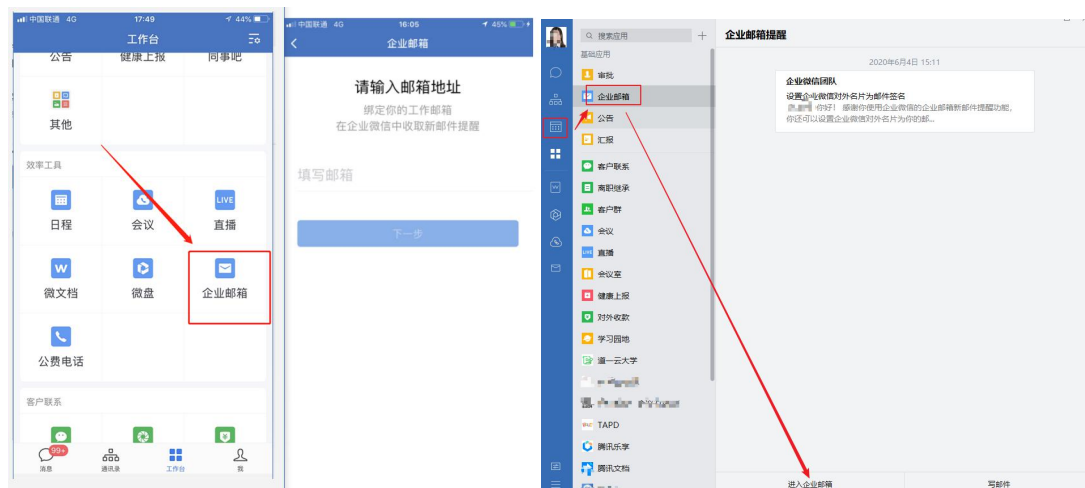 中国联通 4G
17:49
44%
工作台
公告
健康上报
同事吧
其他
效率工具
日程
会议
LIVE
直播
W
微文档
微盘
企业邮箱
公费电话
客户联系
99+
消息
通讯录
工作台
我
中国联通 4G
16:05
45%
企业邮箱
请输入邮箱地址
绑定你的工作邮箱
在企业微信中收取新邮件提醒
填写邮箱
下一步
搜索应用
基础应用
审批
企业邮箱
公告
汇报
客户联系
离职继承
客户群
会议
LIVE
直播
会议室
健康上报
对外收款
学习园地
道一云大学
TAPD
腾讯乐享
腾讯文档
企业邮箱提醒
2020年6月4日 15:11
企业微信团队
设置企业微信对外名片为邮件签名
你好! 感谢你使用企业微信的企业邮箱新邮件提醒功能,
你还可以设置企业微信对外名片为你的邮...
进入企业邮箱
写邮件